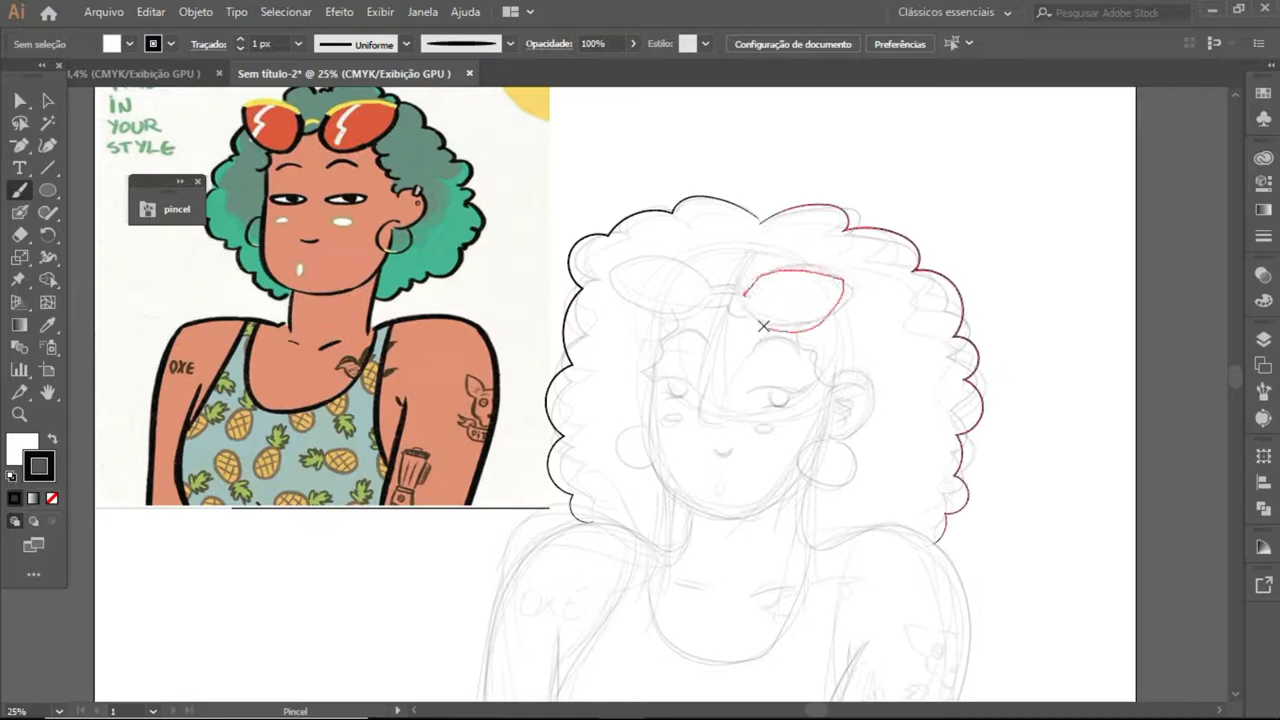 Ai Arquivo Editar Objeto Tipo Selecionar Efeito Exibir Janela Ajuda Clássicos essenciais Pesquisar Adobe Stock
Sem seleção Traçado: 1 px Uniforme Opacidade: 100% Estilo: Configuração de documento Preferências
,4% (CMYK/Exibição GPU ) Sem título-2* @ 25% (CMYK/Exibição GPU )
IN
YOUR
STYLE
pincel
OXE
OXE
25% 1 Pincel